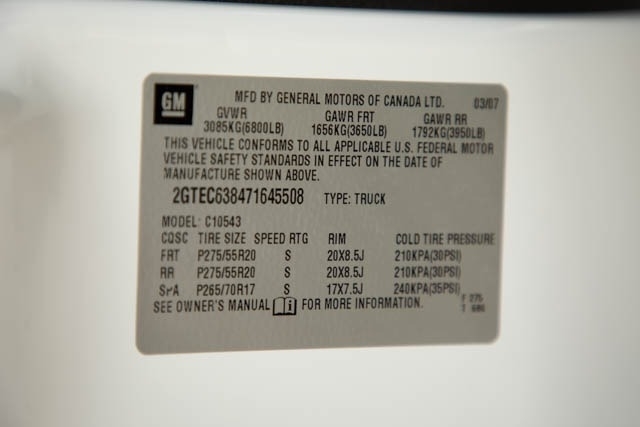 GM
MFD BY GENERAL MOTORS OF CANADA LTD. 03/07
GVWR GAWR FRT GAWR RR
3085KG(6800LB) 1656KG(3650LB) 1792KG(3950LB)
THIS VEHICLE CONFORMS TO ALL APPLICABLE U.S. FEDERAL MOTOR
VEHICLE SAFETY STANDARDS IN EFFECT ON THE DATE OF
MANUFACTURE SHOWN ABOVE.
2GTEC638471645508 TYPE: TRUCK
MODEL: C10543
CQSC TIRE SIZE SPEED RTG RIM COLD TIRE PRESSURE
FRT P275/55R20 S 20X8.5J 210KPA(30PSI)
RR P275/55R20 S 20X8.5J 210KPA(30PSI)
SPA P265/70R17 S 17X7.5J 240KPA(35PSI)
SEE OWNER'S MANUAL i FOR MORE INFORMATION.
F 275
T 686